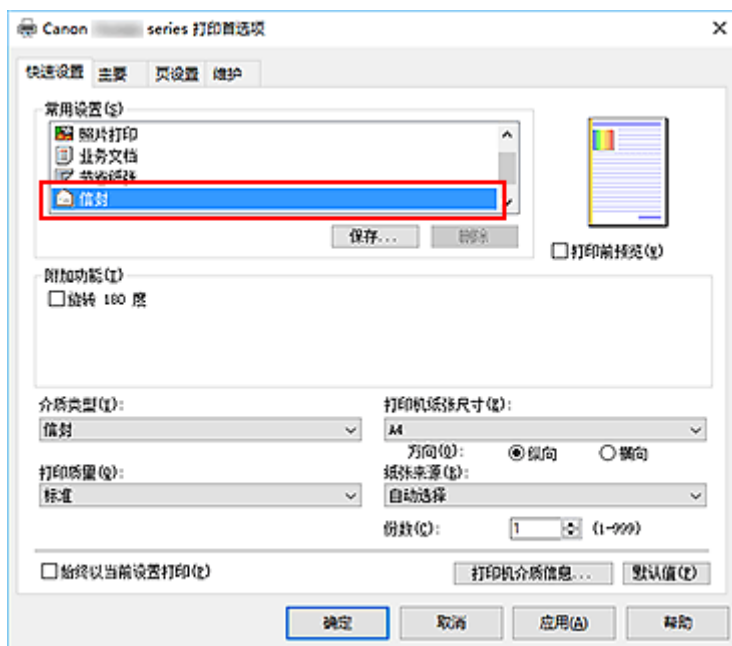 Canon series 打印首选项
快速设置 主要 页设置 维护
常用设置(S)
照片打印
业务文档
节省纸张
信封
保存... 删除
打印前预览(W)
附加功能(T)
旋转 180 度
介质类型(Y): 打印机纸张尺寸(Z):
信封 A4
方向(O): 纵向 横向
打印质量(Q): 纸张来源(B):
标准 自动选择
份数(C): 1 (1-999)
始终以当前设置打印(R)
打印机介质信息... 默认值(F)
确定 取消 应用(A) 帮助